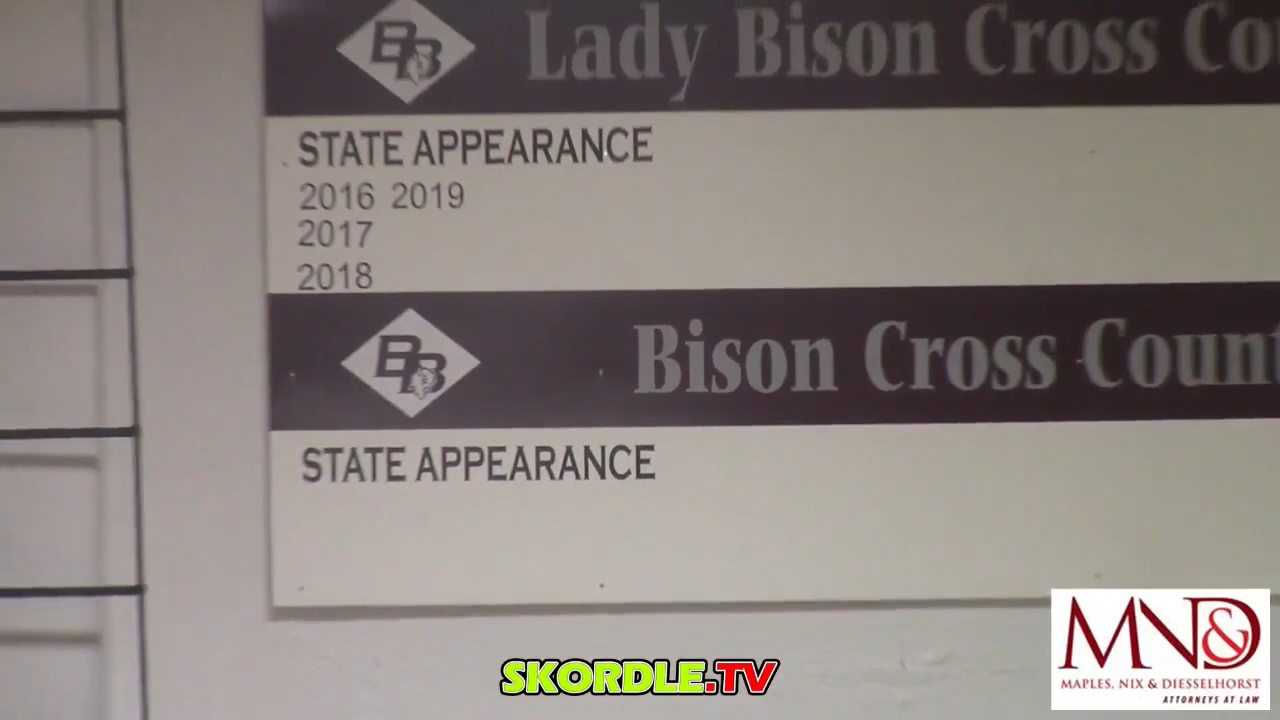 BB
Lady Bison Cross Co
STATE APPEARANCE
2016 2019
2017
2018
BB
Bison Cross Count
STATE APPEARANCE
MN&D
MAPLES, NIX & DIESSELHORST
ATTORNEYS AT LAW
SKORDLE.TV